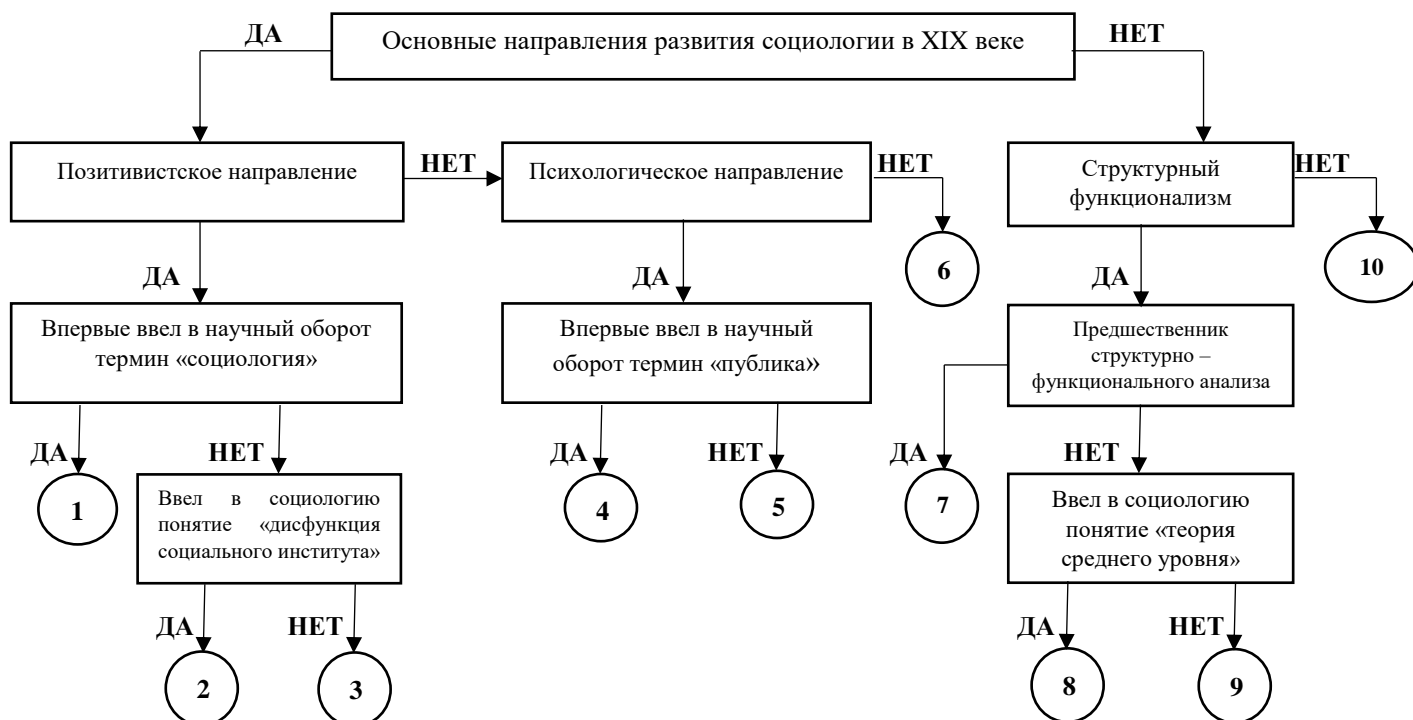 ДА
Основные направления развития социологии в XIX веке
НЕТ
Позитивистское направление
НЕТ
Психологическое направление
НЕТ
Структурный
функционализм
НЕТ
6
10
ДА
ДА
ДА
Впервые ввел в научный оборот
термин «социология»
Впервые ввел в научный
оборот термин «публика»
Предшественник
структурно –
функционального анализа
ДА
НЕТ
ДА
НЕТ
ДА
НЕТ
1
Ввел в социологию
понятие «дисфункция
социального института»
4
5
7
Ввел в социологию
понятие «теория
среднего уровня»
ДА
НЕТ
ДА
НЕТ
2
3
8
9